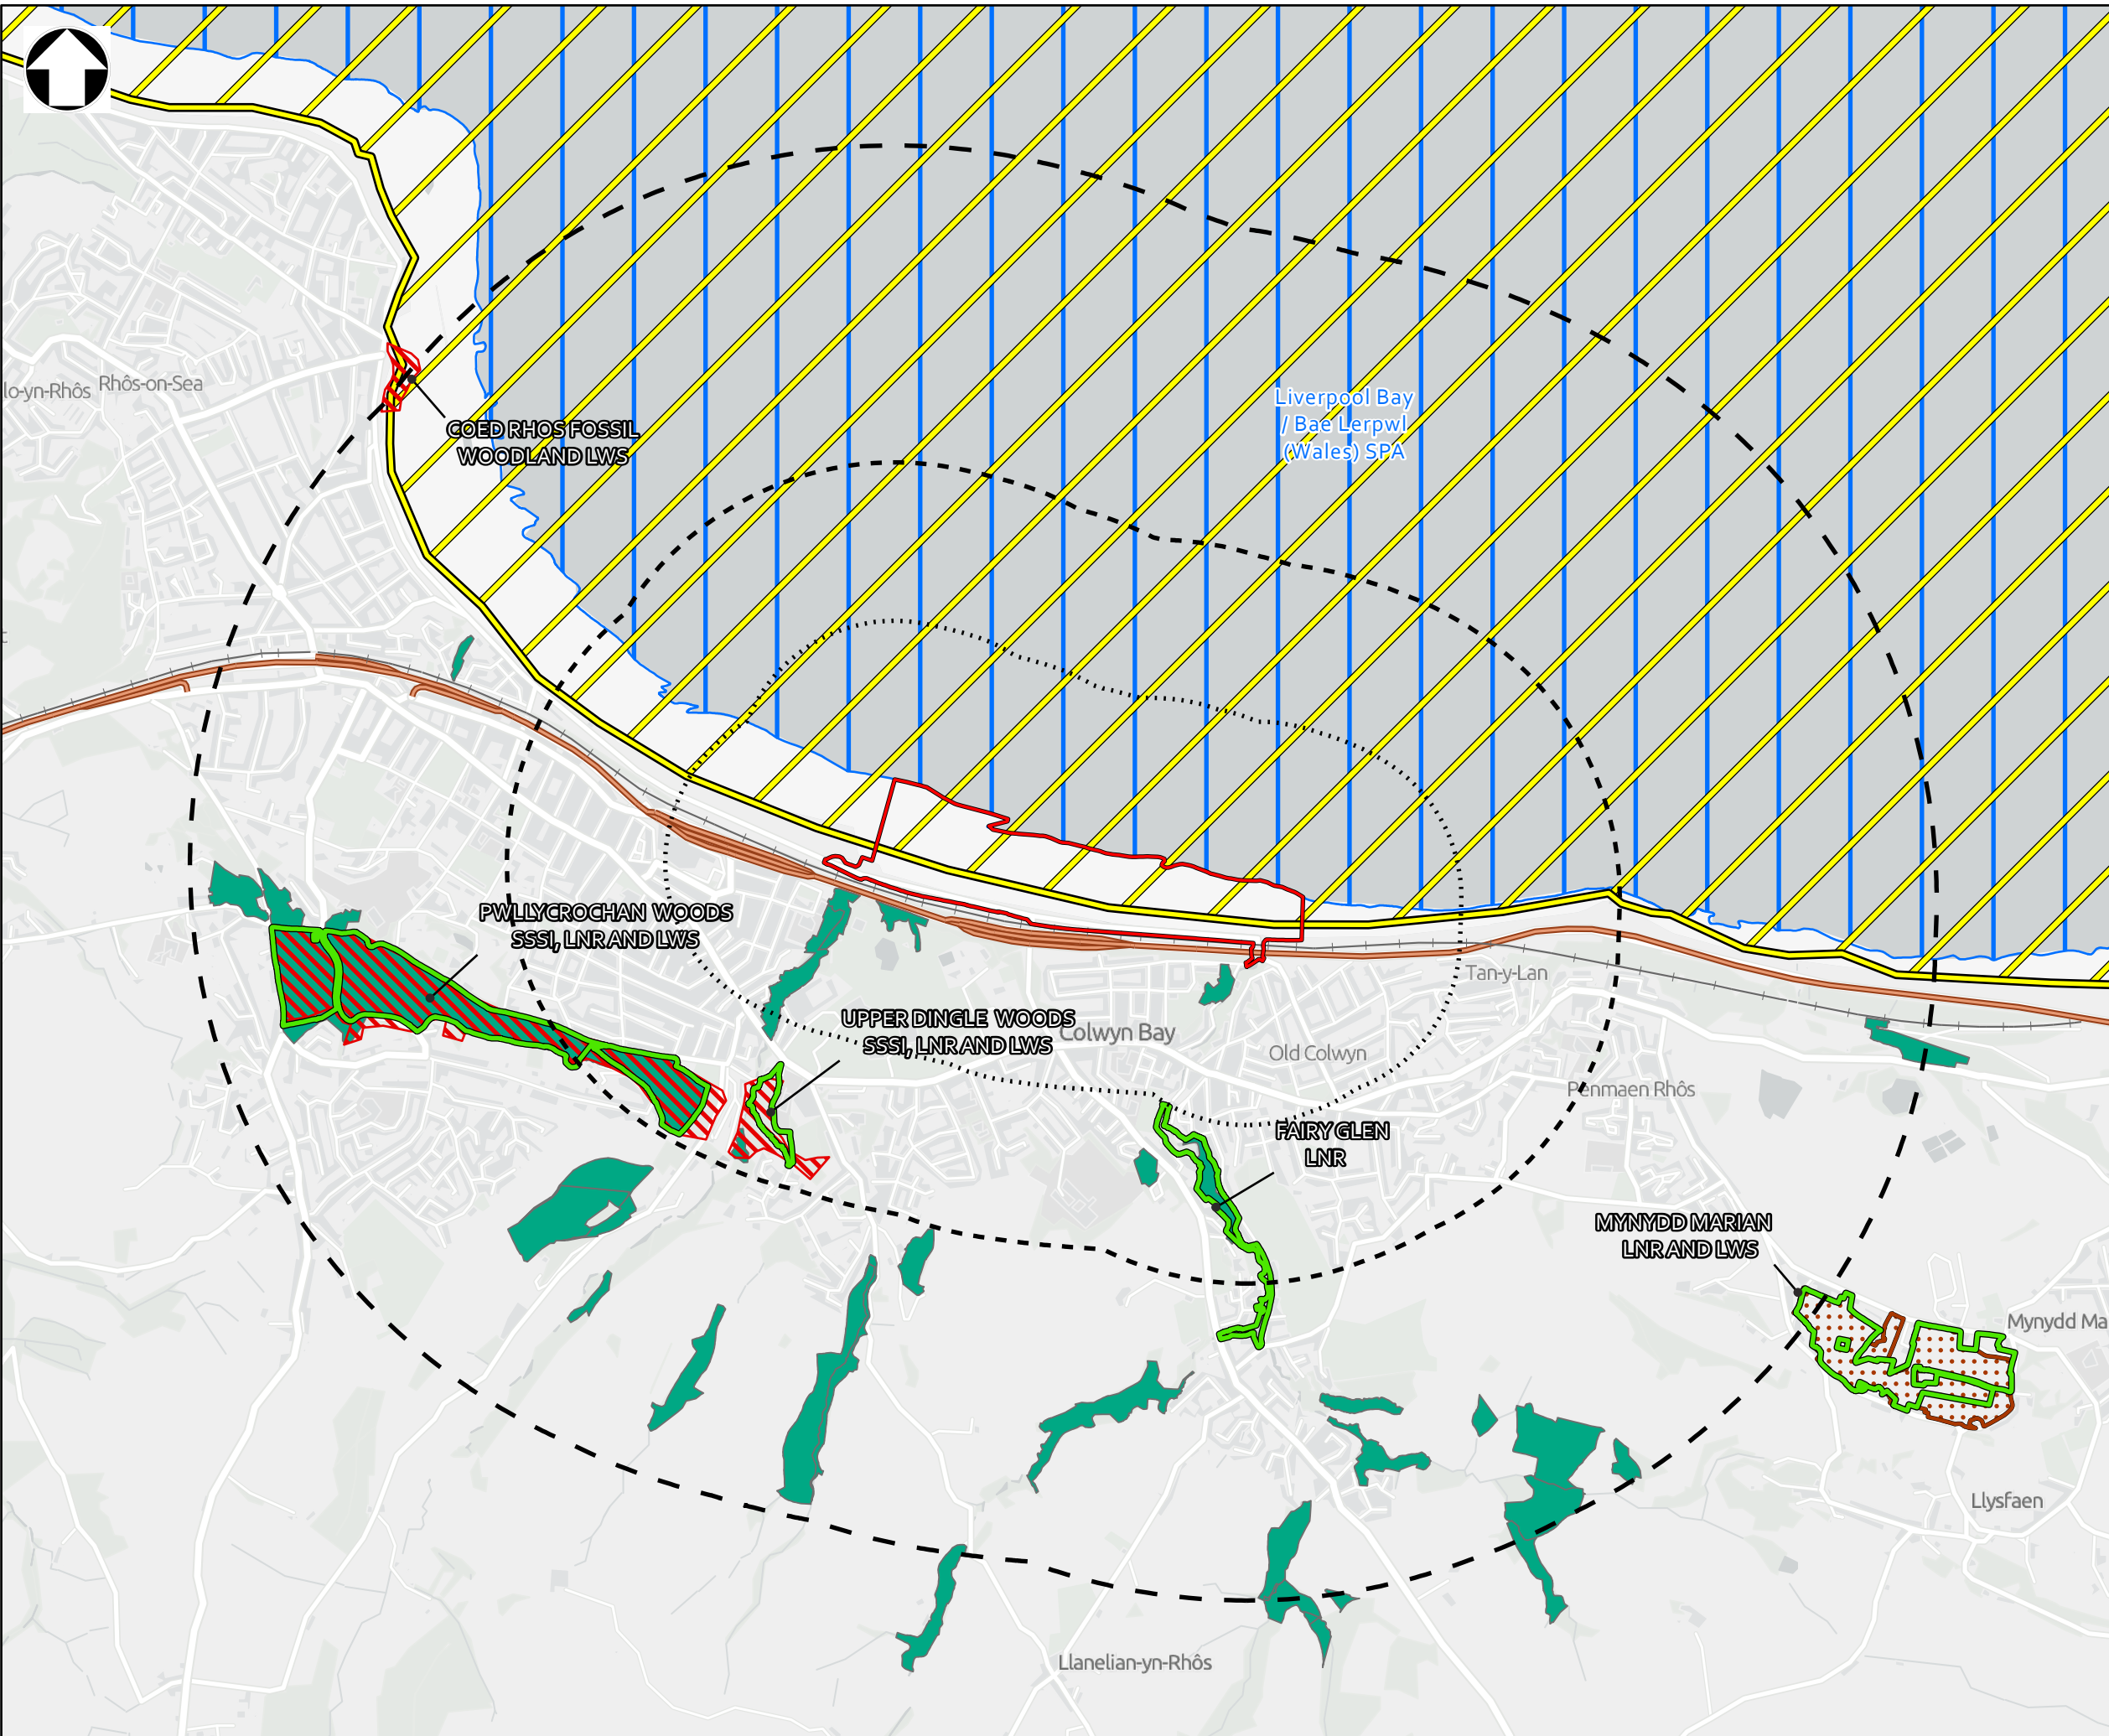 lo-yn-Rhôs
Rhôs-on-Sea
COED RHOS FOSSIL
WOODLAND LWS
Liverpool Bay
/ Bae Lerpwl
(Wales) SPA
PWLLYCROCHAN WOODS
SSSI, LNR AND LWS
UPPER DINGLE WOODS
SSSI, LNR AND LWS
Colwyn Bay
Tan-y-Lan
Old Colwyn
Penmaen Rhôs
FAIRY GLEN
LNR
MYNYDD MARIAN
LNR AND LWS
Mynydd Ma
Llysfaen
Llanelian-yn-Rhôs